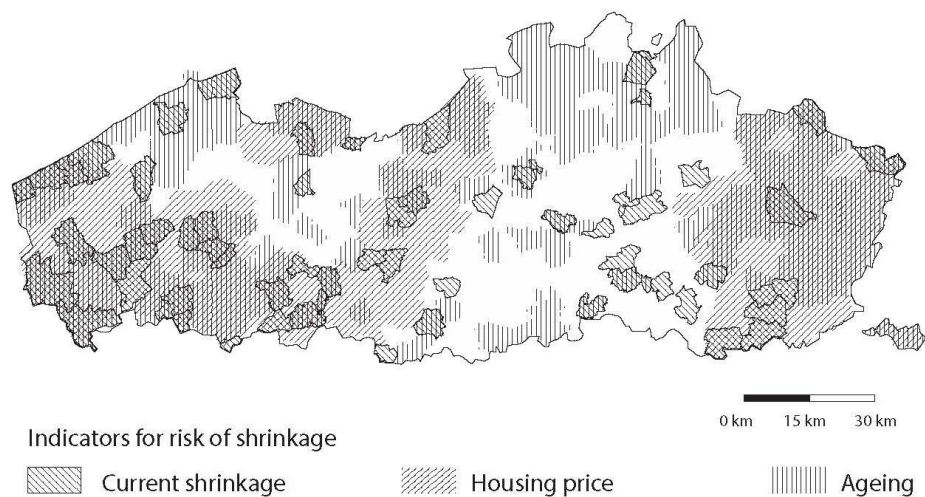 0 km 15 km 30 km
Indicators for risk of shrinkage
Current shrinkage Housing price Ageing